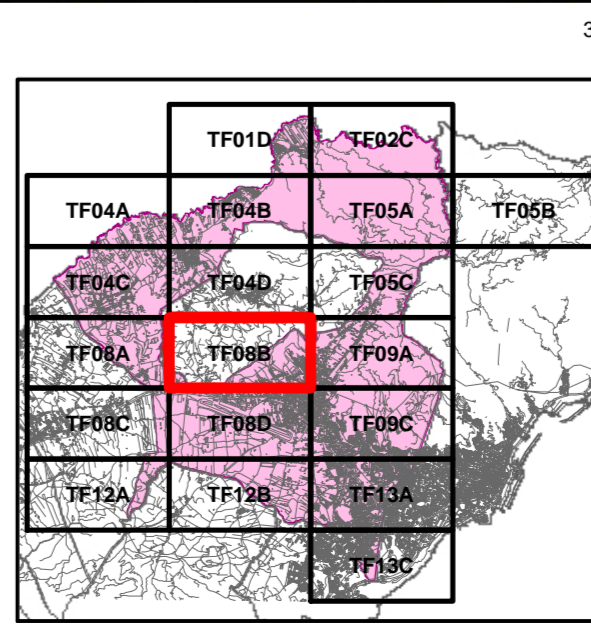 3
TF01D TF02C
TF04A TF04B TF05A TF05B
TF04C TF04D TF05C
TF08A TF08B TF09A
TF08C TF08D TF09C
TF12A TF12B TF13A
TF13C